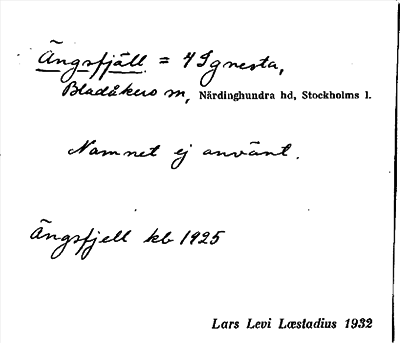 Ängsfjäll = 4 Ignesta,
Bladåkers sn, Närdinghundra hd, Stockholms l.
Namnet ej använt.
Ängsfjell kb 1925
Lars Levi Læstadius 1932